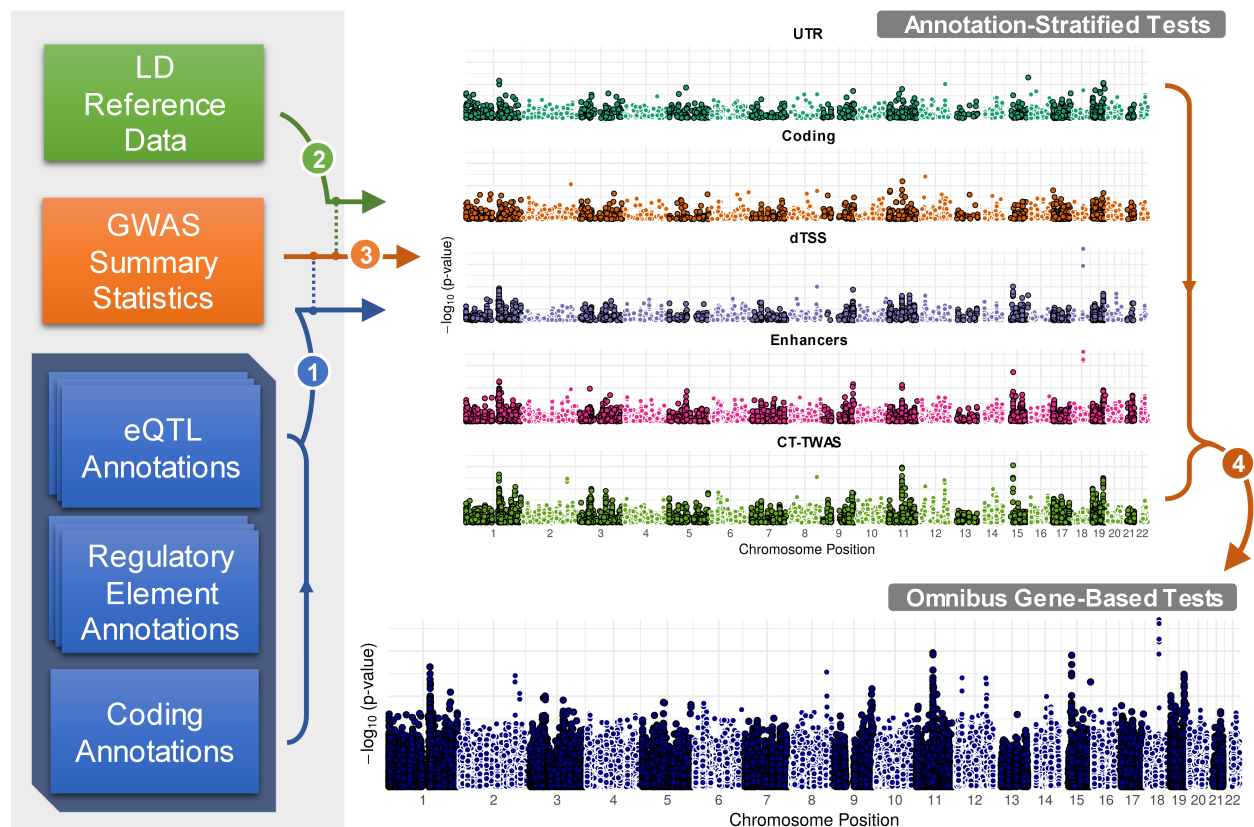 LD
Reference
Data
GWAS
Summary
Statistics
eQTL
Annotations
Regulatory
Element
Annotations
Coding
Annotations
2
3
1
Annotation-Stratified Tests
UTR
Coding
dTSS
Enhancers
CT-TWAS
−log10 (p-value)
1 2 3 4 5 6 7 8 9 10 11 12 13 14 15 16 17 18 19 20 21 22
Chromosome Position
4
Omnibus Gene-Based Tests
−log10 (p-value)
1 2 3 4 5 6 7 8 9 10 11 12 13 14 15 16 17 18 19 20 21 22
Chromosome Position